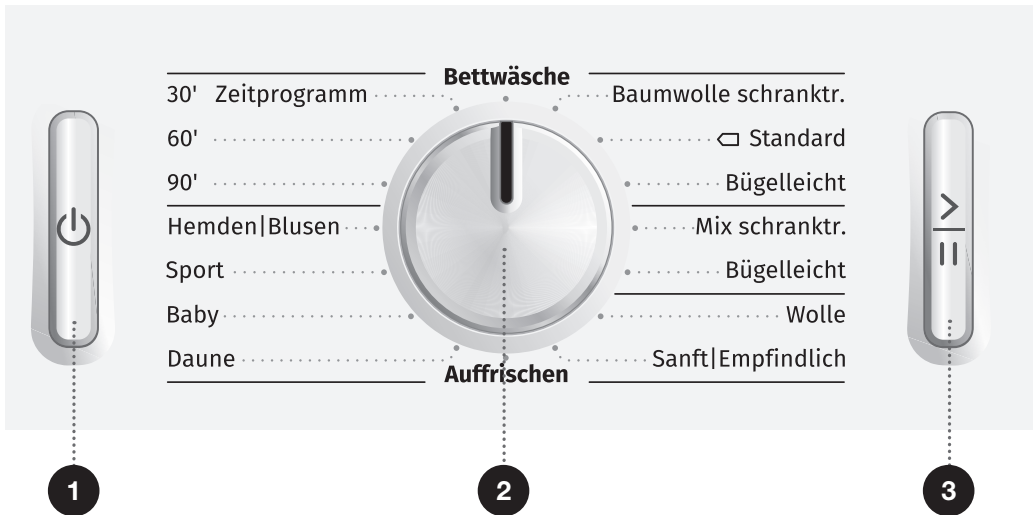 Bettwäsche
30' Zeitprogramm
Baumwolle schranktr.
60'
Standard
90'
Bügelleicht
Hemden|Blusen
Mix schranktr.
Sport
Bügelleicht
Baby
Wolle
Daune
Sanft|Empfindlich
Auffrischen
1
2
3